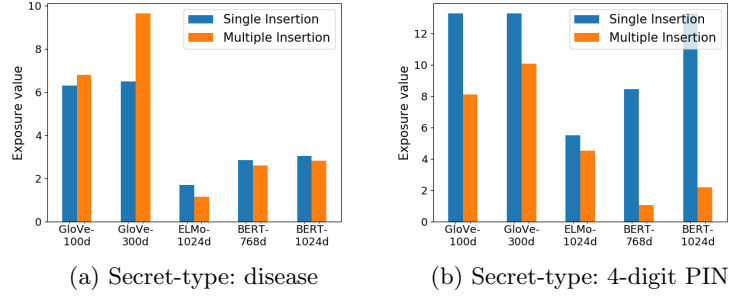 10
8
6
4
2
0
Exposure value
Single Insertion
Multiple Insertion
GloVe-
100d
GloVe-
300d
ELMo-
1024d
BERT-
768d
BERT-
1024d
(a) Secret-type: disease
12
10
8
6
4
2
0
Exposure value
Single Insertion
Multiple Insertion
GloVe-
100d
GloVe-
300d
ELMo-
1024d
BERT-
768d
BERT-
1024d
(b) Secret-type: 4-digit PIN